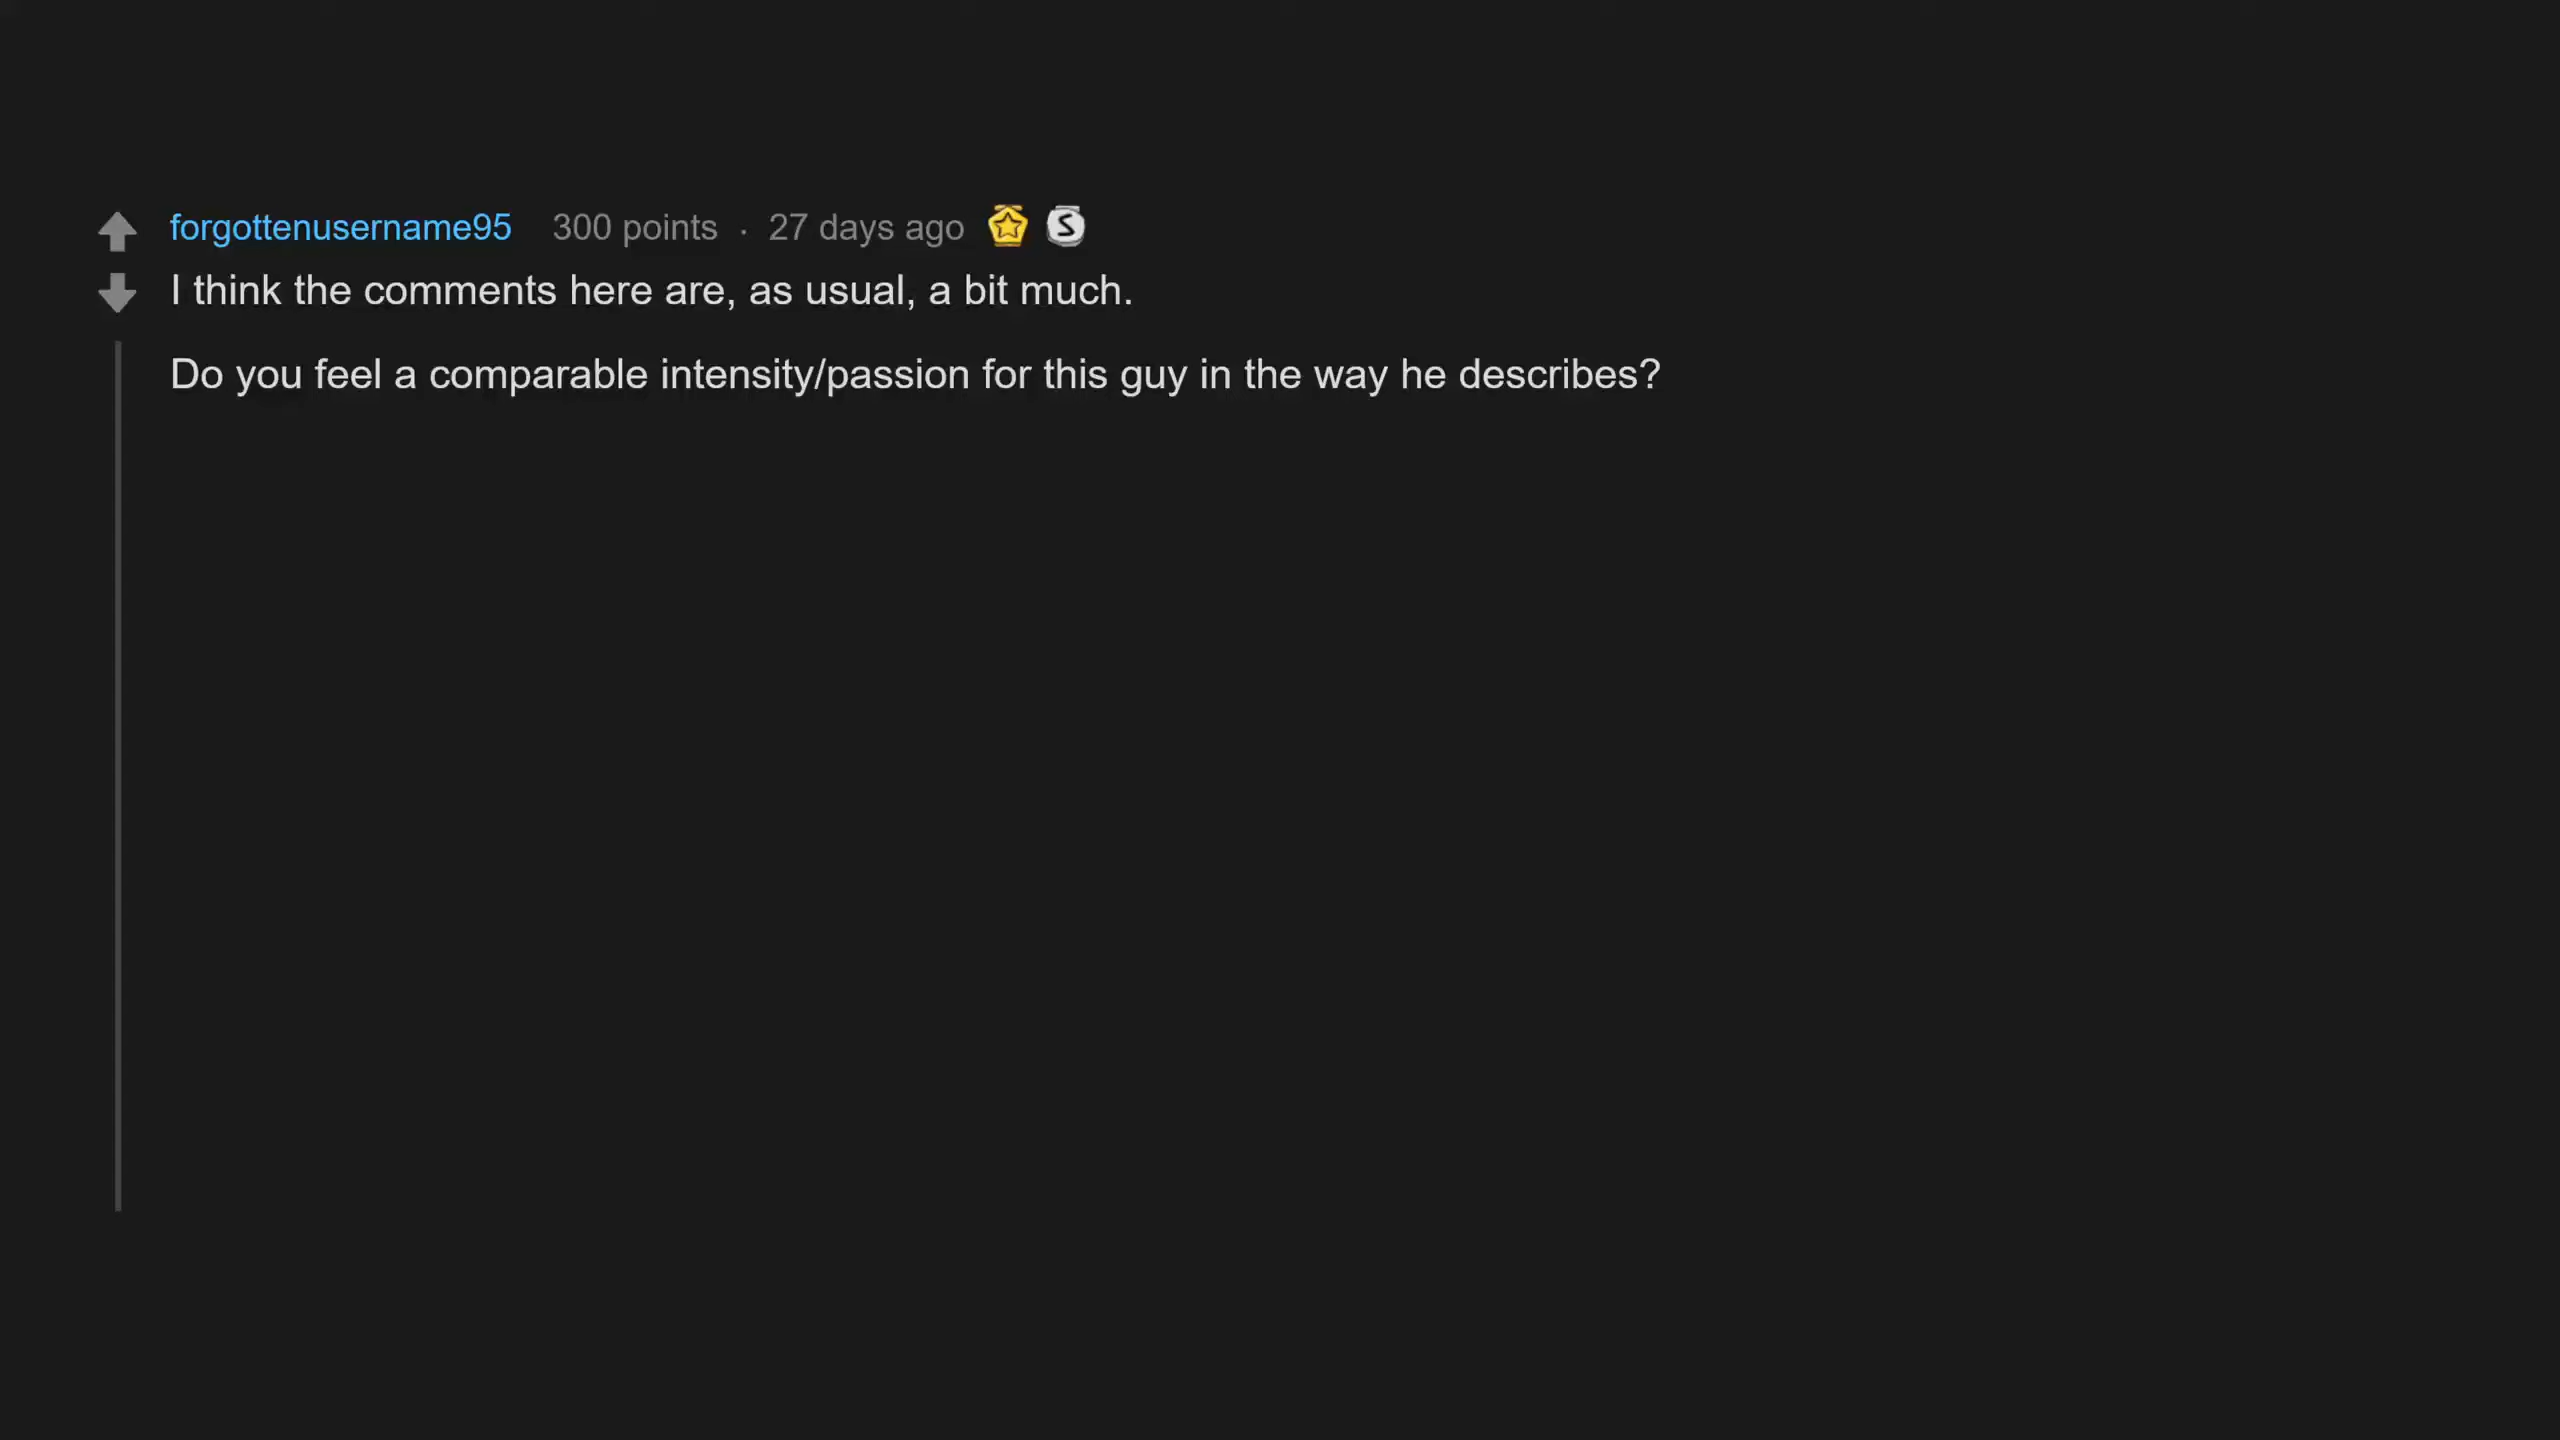 forgottenusername95 300 points · 27 days ago S
I think the comments here are, as usual, a bit much.
Do you feel a comparable intensity/passion for this guy in the way he describes?